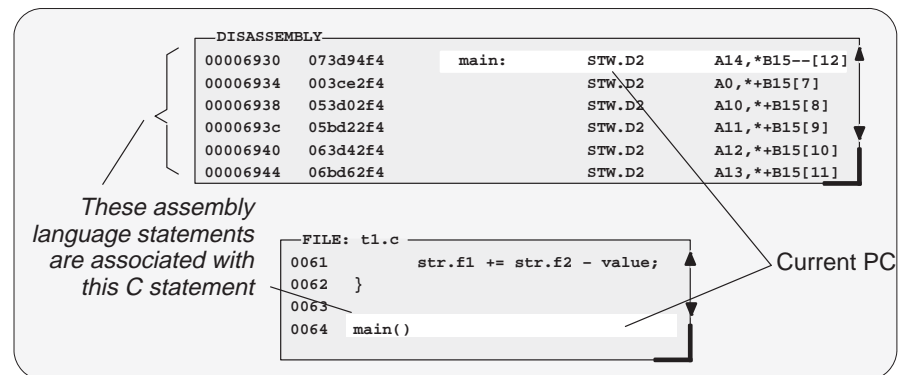 DISASSEMBLY
00006930 073d94f4 main: STW.D2 A14,*B15--[12]
00006934 003ce2f4 STW.D2 A0,*+B15[7]
00006938 053d02f4 STW.D2 A10,*+B15[8]
0000693c 05bd22f4 STW.D2 A11,*+B15[9]
00006940 063d42f4 STW.D2 A12,*+B15[10]
00006944 06bd62f4 STW.D2 A13,*+B15[11]
These assembly
language statements
are associated with
this C statement
FILE: t1.c
0061 str.f1 += str.f2 - value;
0062 }
0063
0064 main()
Current PC